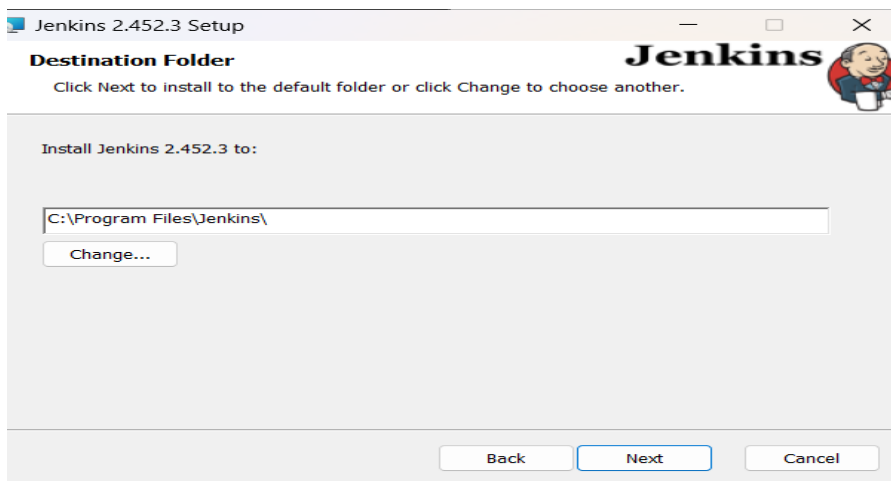 Jenkins 2.452.3 Setup
Destination Folder
Jenkins
Click Next to install to the default folder or click Change to choose another.
Install Jenkins 2.452.3 to:
C:\Program Files\Jenkins\
Change...
Back
Next
Cancel